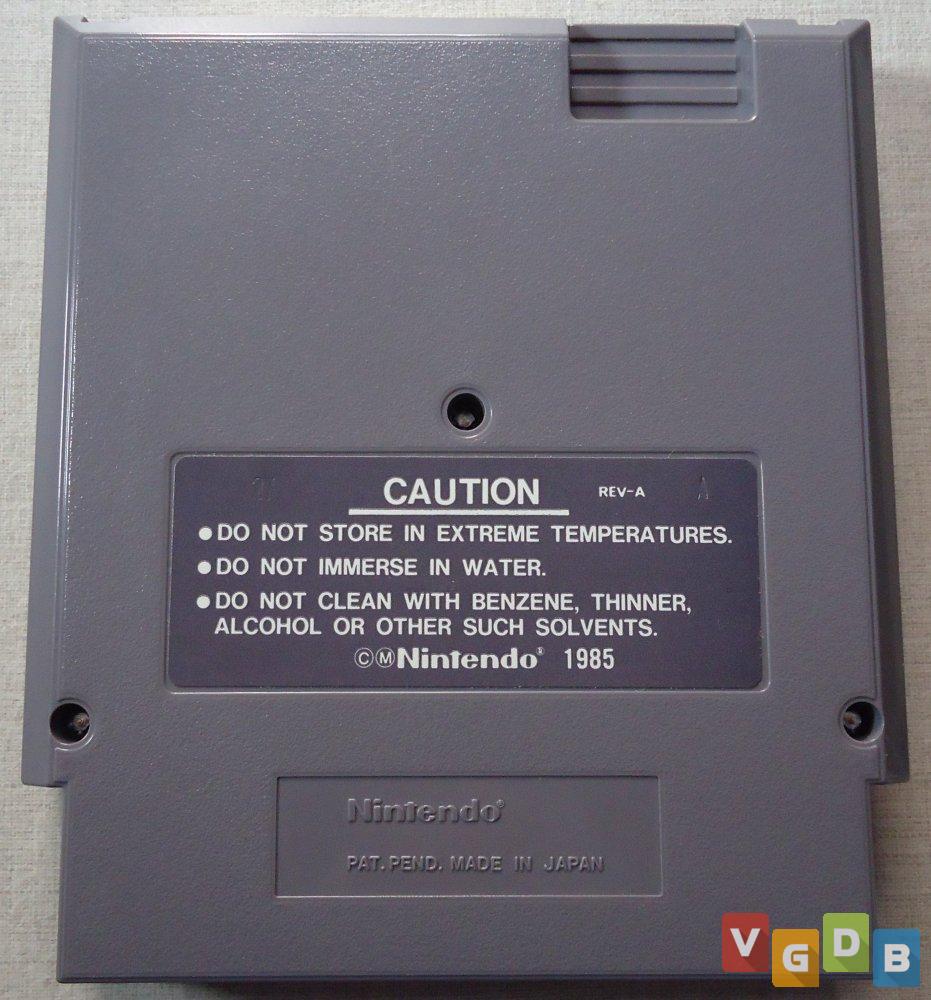 CAUTION REV-A A
●DO NOT STORE IN EXTREME TEMPERATURES.
●DO NOT IMMERSE IN WATER.
●DO NOT CLEAN WITH BENZENE, THINNER,
ALCOHOL OR OTHER SUCH SOLVENTS.
ⒸⓂNintendo® 1985
Nintendo®
PAT. PEND. MADE IN JAPAN
VGDB